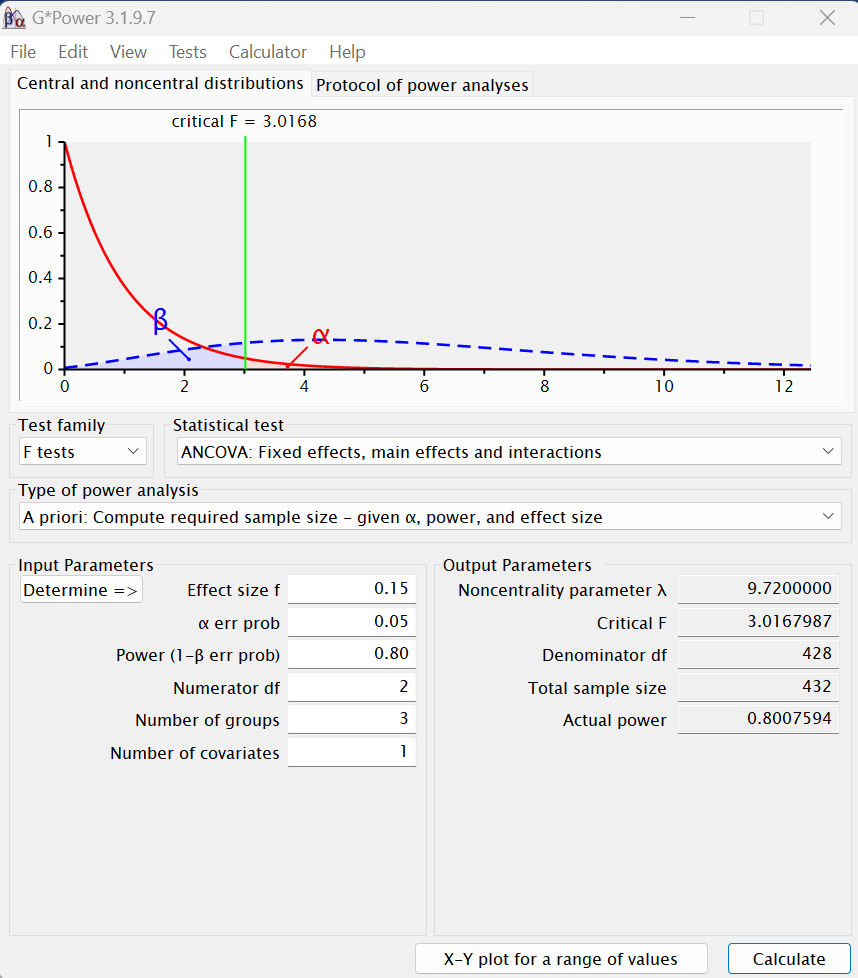 G*Power 3.1.9.7
File Edit View Tests Calculator Help
Central and noncentral distributions Protocol of power analyses
critical F = 3.0168
1
0.8
0.6
0.4
0.2
0
β
α
0 2 4 6 8 10 12
Test family Statistical test
F tests ANCOVA: Fixed effects, main effects and interactions
Type of power analysis
A priori: Compute required sample size – given α, power, and effect size
Input Parameters
Determine => Effect size f 0.15
α err prob 0.05
Power (1-β err prob) 0.80
Numerator df 2
Number of groups 3
Number of covariates 1
Output Parameters
Noncentrality parameter λ 9.7200000
Critical F 3.0167987
Denominator df 428
Total sample size 432
Actual power 0.8007594
X-Y plot for a range of values Calculate